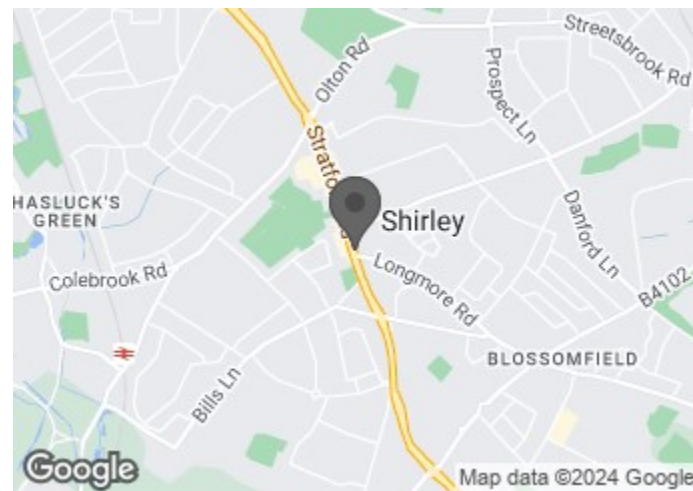 Streetsbrook Rd
Olton Rd
Prospect Ln
Stratfo
HASLUCK'S
GREEN
Shirley
Danford Ln
Colebrook Rd
Longmore Rd
B4102
BLOSSOMFIELD
Bills Ln
Google
Map data ©2024 Google